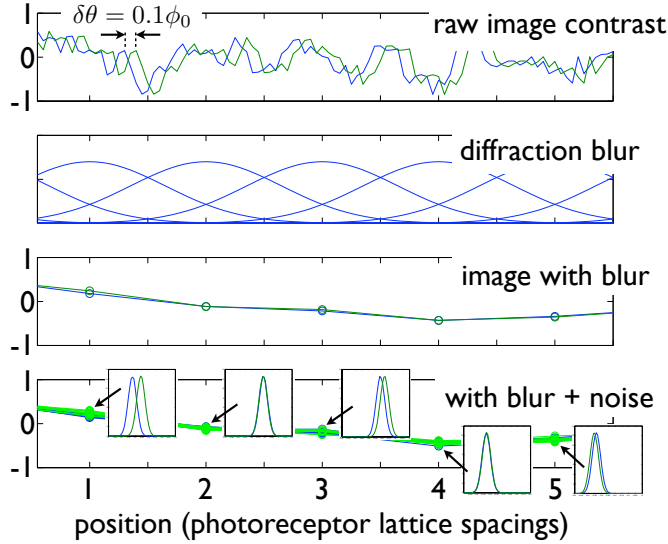 δθ = 0.1ϕ₀
raw image contrast
1
0
-1
diffraction blur
image with blur
1
0
-1
with blur + noise
1
0
-1
1 2 3 4 5
position (photoreceptor lattice spacings)